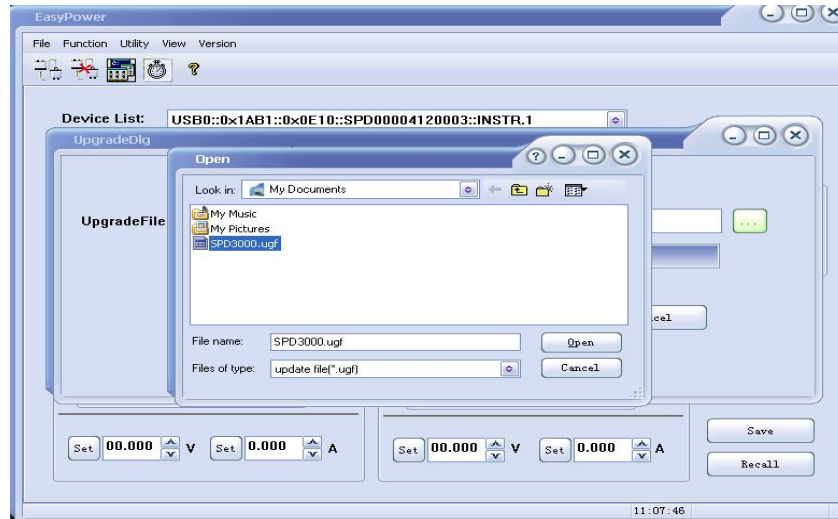 EasyPower
File Function Utility View Version
Device List: USB0::0x1AB1::0x0E10::SPD00004120003::INSTR.1
UpgradeDlg
Open
Look in: My Documents
My Music
My Pictures
UpgradeFile
...
SPD3000.ugf
cel
File name: SPD3000.ugf Open
Files of type: update file(*.ugf) Cancel
Set 00.000 V Set 0.000 A Set 00.000 V Set 0.000 A
Save
Recall
11:07:46